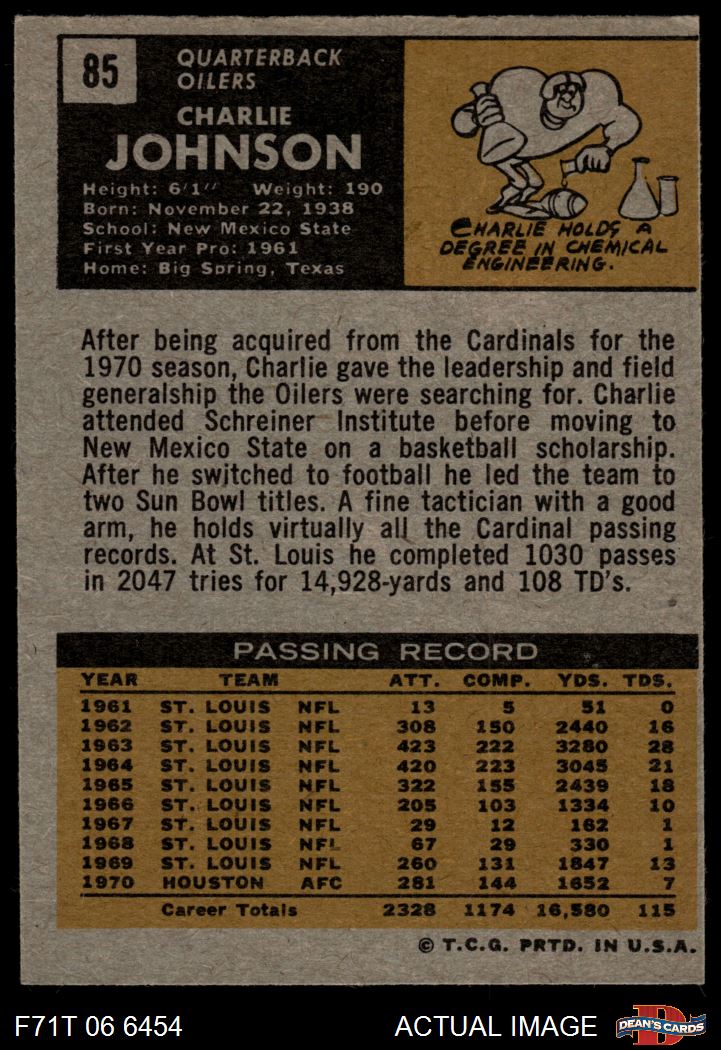 85
QUARTERBACK
OILERS
CHARLIE
JOHNSON
Height: 6'1" Weight: 190
Born: November 22, 1938
School: New Mexico State
First Year Pro: 1961
Home: Big Spring, Texas
CHARLIE HOLDS A
DEGREE IN CHEMICAL
ENGINEERING.
After being acquired from the Cardinals for the
1970 season, Charlie gave the leadership and field
generalship the Oilers were searching for. Charlie
attended Schreiner Institute before moving to
New Mexico State on a basketball scholarship.
After he switched to football he led the team to
two Sun Bowl titles. A fine tactician with a good
arm, he holds virtually all the Cardinal passing
records. At St. Louis he completed 1030 passes
in 2047 tries for 14,928-yards and 108 TD's.
PASSING RECORD
YEAR TEAM ATT. COMP. YDS. TDS.
1961 ST. LOUIS NFL 13 5 51 0
1962 ST. LOUIS NFL 308 150 2440 16
1963 ST. LOUIS NFL 423 222 3280 28
1964 ST. LOUIS NFL 420 223 3045 21
1965 ST. LOUIS NFL 322 155 2439 18
1966 ST. LOUIS NFL 205 103 1334 10
1967 ST. LOUIS NFL 29 12 162 1
1968 ST. LOUIS NFL 67 29 330 1
1969 ST. LOUIS NFL 260 131 1847 13
1970 HOUSTON AFC 281 144 1652 7
Career Totals 2328 1174 16,580 115
© T.C.G. PRTD. IN U.S.A.
F71T 06 6454 ACTUAL IMAGE
D
DEAN'S CARDS